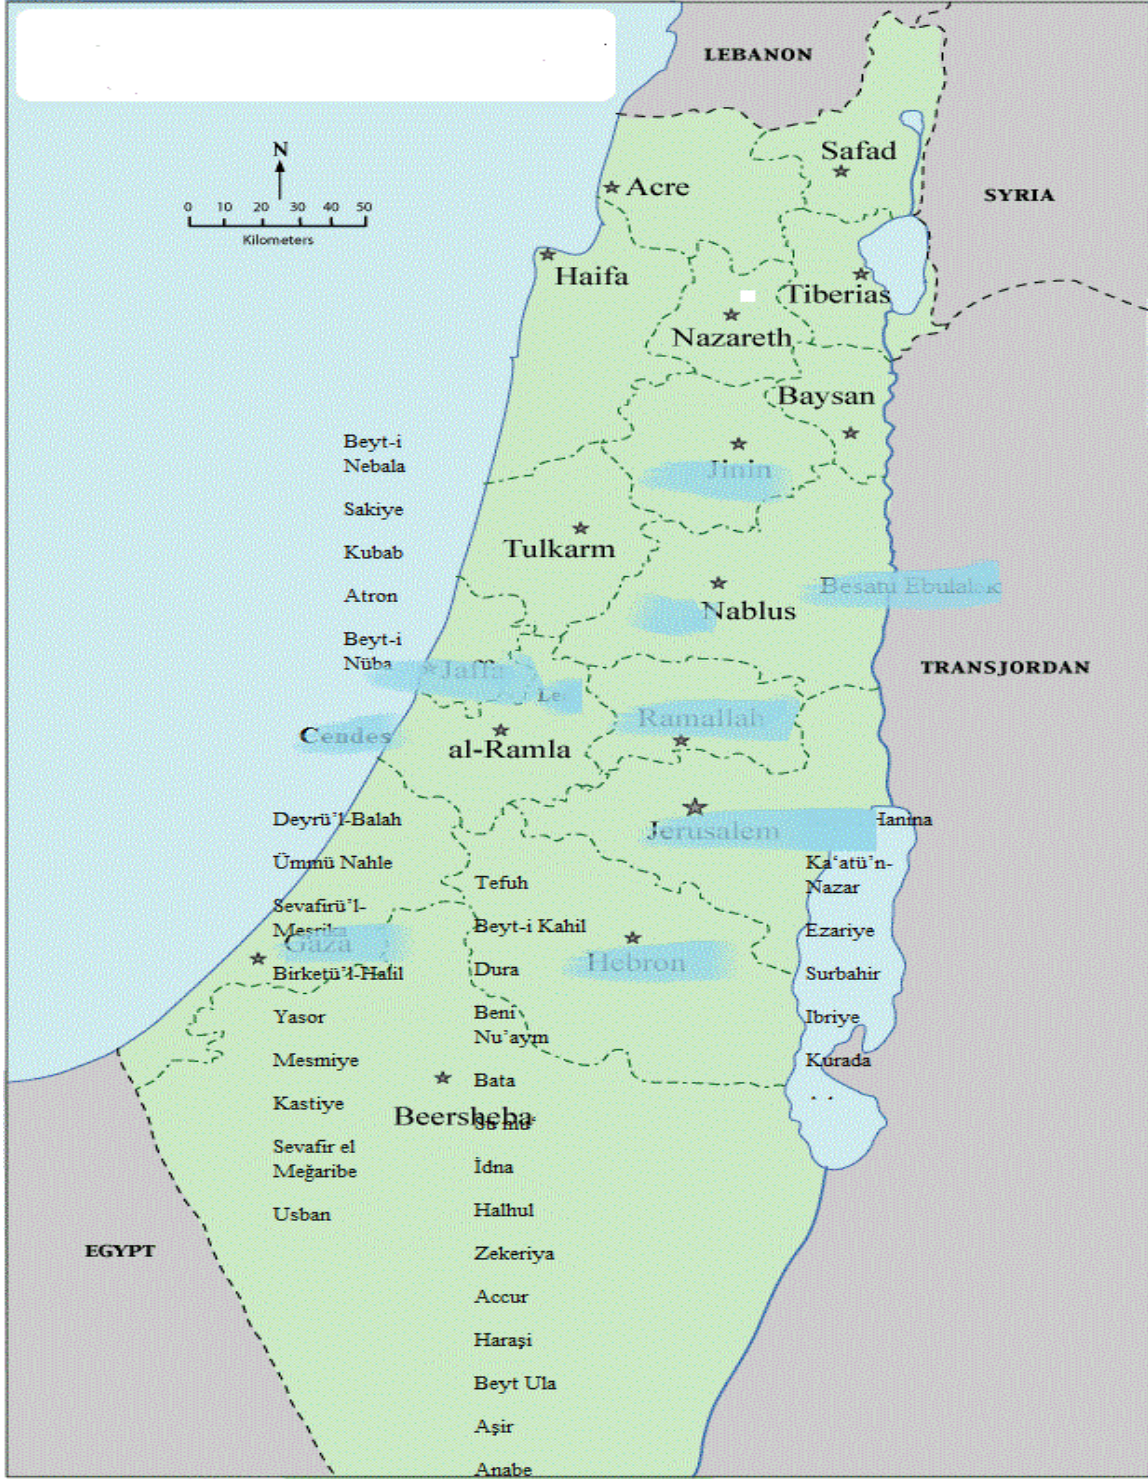 LEBANON
N
0 10 20 30 40 50
Kilometers
Safad
Acre
SYRIA
Haifa
Tiberias
Nazareth
Baysan
Beyt-i
Nebala
Jinin
Sakiye
Kubab
Tulkarm
Atron
Nablus
Beyt-i
Nüba
Jaffa
TRANSJORDAN
Ramallah
Cendes
al-Ramla
Jerusalem
Hanina
Deyrü’l-Balah
Ümmü Nahle
Sevafirü’l-
Meşrika
Gaza
Birketü’l-Halil
Yasor
Mesmiye
Kastiye
Sevafir el
Meğaribe
Usban
Tefuh
Beyt-i Kahil
Dura
Hebron
Beni
Nu’aym
Bata
Beersheba
İdna
Halhul
Zekeriya
Accur
Haraşi
Beyt Ula
Aşir
Anabe
Ka‘atü’n-
Nazar
Ezariye
Surbahir
Ibriye
Kurada
EGYPT